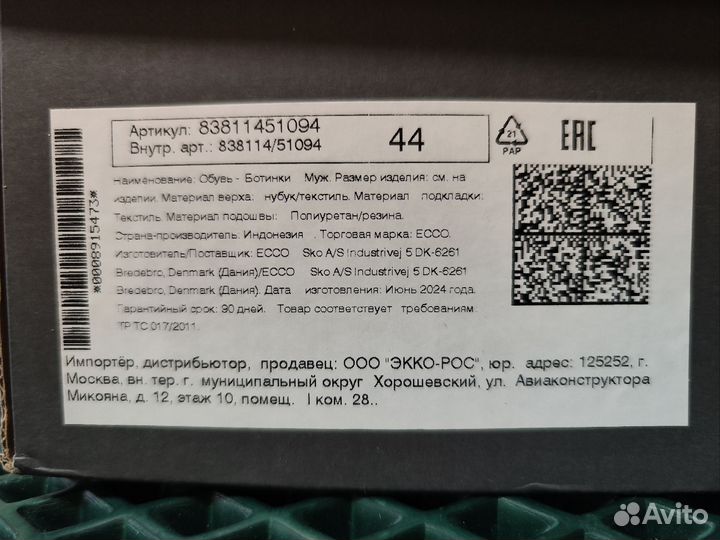 Артикул: 83811451094
Внутр. арт.: 838114/51094
44
21
PAP
EAC
*0008915473*
Наименование: Обувь - Ботинки Муж. Размер изделия: см. на
изделии. Материал верха: нубук/текстиль. Материал подкладки:
Текстиль. Материал подошвы: Полиуретан/резина.
Страна-производитель: Индонезия . Торговая марка: ECCO.
Изготовитель/Поставщик: ECCO Sko A/S Industrivej 5 DK-6261
Bredebro, Denmark (Дания)/ECCO Sko A/S Industrivej 5 DK-6261
Bredebro, Denmark (Дания). Дата изготовления: Июнь 2024 года.
Гарантийный срок: 90 дней. Товар соответствует требованиям:
ТР ТС 017/2011.
Импортёр, дистрибьютор, продавец: ООО "ЭККО-РОС", юр. адрес: 125252, г.
Москва, вн. тер. г. муниципальный округ Хорошевский, ул. Авиаконструктора
Микояна, д. 12, этаж 10, помещ. I ком. 28..
Avito